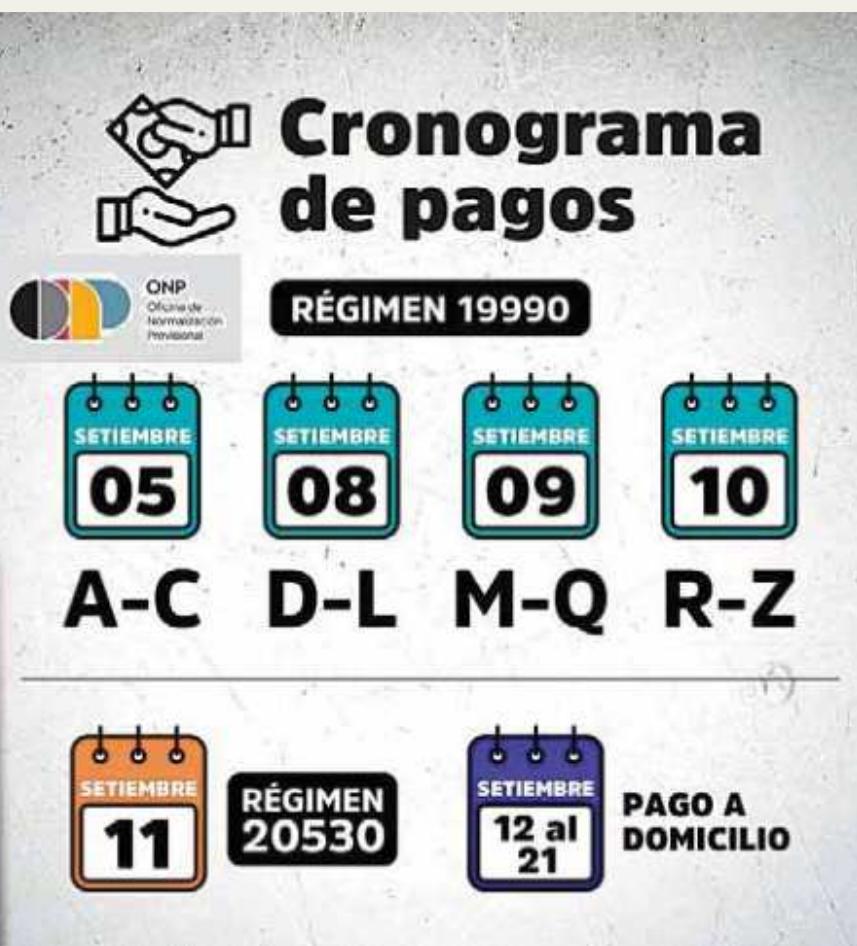 Cronograma
de pagos
ONP
Oficina de
Normalización
Previsional
RÉGIMEN 19990
SETIEMBRE
05
SETIEMBRE
08
SETIEMBRE
09
SETIEMBRE
10
A-C
D-L
M-Q
R-Z
SETIEMBRE
11
RÉGIMEN
20530
SETIEMBRE
12 al
21
PAGO A
DOMICILIO